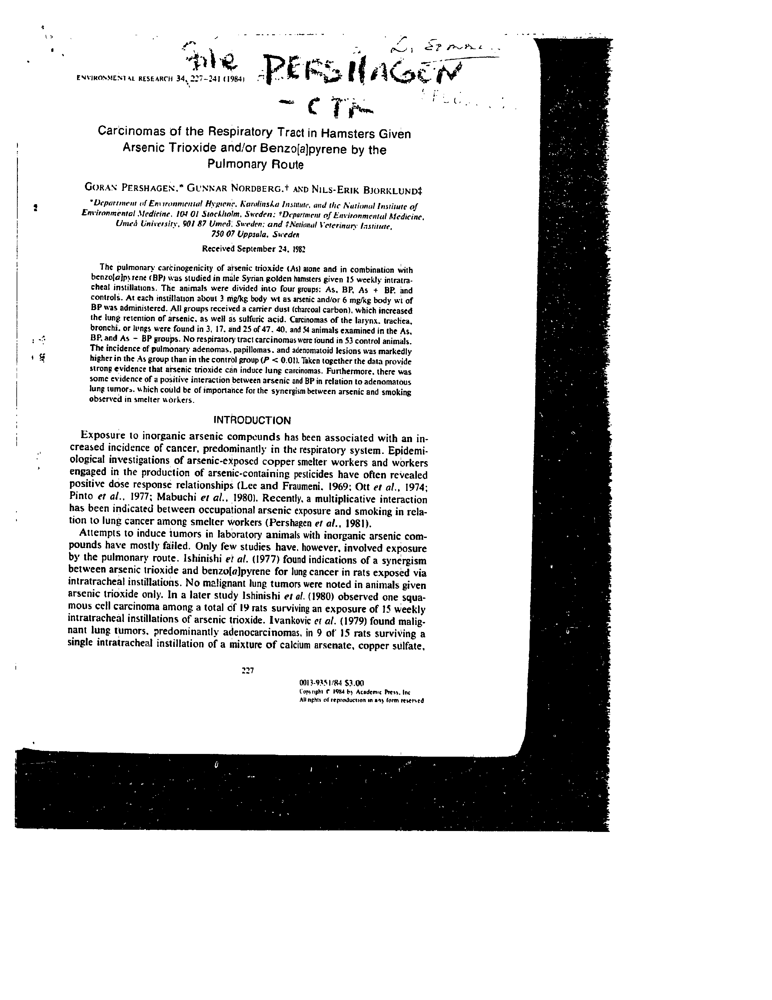 File PERSHAGEN
ENVIRONMENTAL RESEARCH 34, 227–241 (1984)
– CTR
Carcinomas of the Respiratory Tract in Hamsters Given
Arsenic Trioxide and/or Benzo[a]pyrene by the
Pulmonary Route
GORAN PERSHAGEN,* GUNNAR NORDBERG,† AND NILS-ERIK BJORKLUND‡
*Department of Environmental Hygiene, Karolinska Institute, and the National Institute of
Environmental Medicine, 104 01 Stockholm, Sweden; †Department of Environmental Medicine,
Umeå University, 901 87 Umeå, Sweden; and ‡National Veterinary Institute,
750 07 Uppsala, Sweden
Received September 24, 1982
The pulmonary carcinogenicity of arsenic trioxide (As) alone and in combination with
benzo[a]pyrene (BP) was studied in male Syrian golden hamsters given 15 weekly intratra-
cheal instillations. The animals were divided into four groups: As, BP, As + BP, and
controls. At each instillation about 3 mg/kg body wt as arsenic and/or 6 mg/kg body wt of
BP was administered. All groups received a carrier dust (charcoal carbon), which increased
the lung retention of arsenic, as well as sulfuric acid. Carcinomas of the larynx, trachea,
bronchi, or lungs were found in 3, 17, and 25 of 47, 40, and 54 animals examined in the As,
BP, and As – BP groups. No respiratory tract carcinomas were found in 53 control animals.
The incidence of pulmonary adenomas, papillomas, and adenomatoid lesions was markedly
higher in the As group than in the control group (P < 0.01). Taken together the data provide
strong evidence that arsenic trioxide can induce lung carcinomas. Furthermore, there was
some evidence of a positive interaction between arsenic and BP in relation to adenomatous
lung tumors, which could be of importance for the synergism between arsenic and smoking
observed in smelter workers.
INTRODUCTION
Exposure to inorganic arsenic compounds has been associated with an in-
creased incidence of cancer, predominantly in the respiratory system. Epidemi-
ological investigations of arsenic-exposed copper smelter workers and workers
engaged in the production of arsenic-containing pesticides have often revealed
positive dose response relationships (Lee and Fraumeni, 1969; Ott et al., 1974;
Pinto et al., 1977; Mabuchi et al., 1980). Recently, a multiplicative interaction
has been indicated between occupational arsenic exposure and smoking in rela-
tion to lung cancer among smelter workers (Pershagen et al., 1981).
Attempts to induce tumors in laboratory animals with inorganic arsenic com-
pounds have mostly failed. Only few studies have, however, involved exposure
by the pulmonary route. Ishinishi et al. (1977) found indications of a synergism
between arsenic trioxide and benzo[a]pyrene for lung cancer in rats exposed via
intratracheal instillations. No malignant lung tumors were noted in animals given
arsenic trioxide only. In a later study Ishinishi et al. (1980) observed one squa-
mous cell carcinoma among a total of 19 rats surviving an exposure of 15 weekly
intratracheal instillations of arsenic trioxide. Ivankovic et al. (1979) found malig-
nant lung tumors, predominantly adenocarcinomas, in 9 of 15 rats surviving a
single intratracheal instillation of a mixture of calcium arsenate, copper sulfate,
227
0013-9351/84 $3.00
Copyright © 1984 by Academic Press, Inc
All rights of reproduction in any form reserved